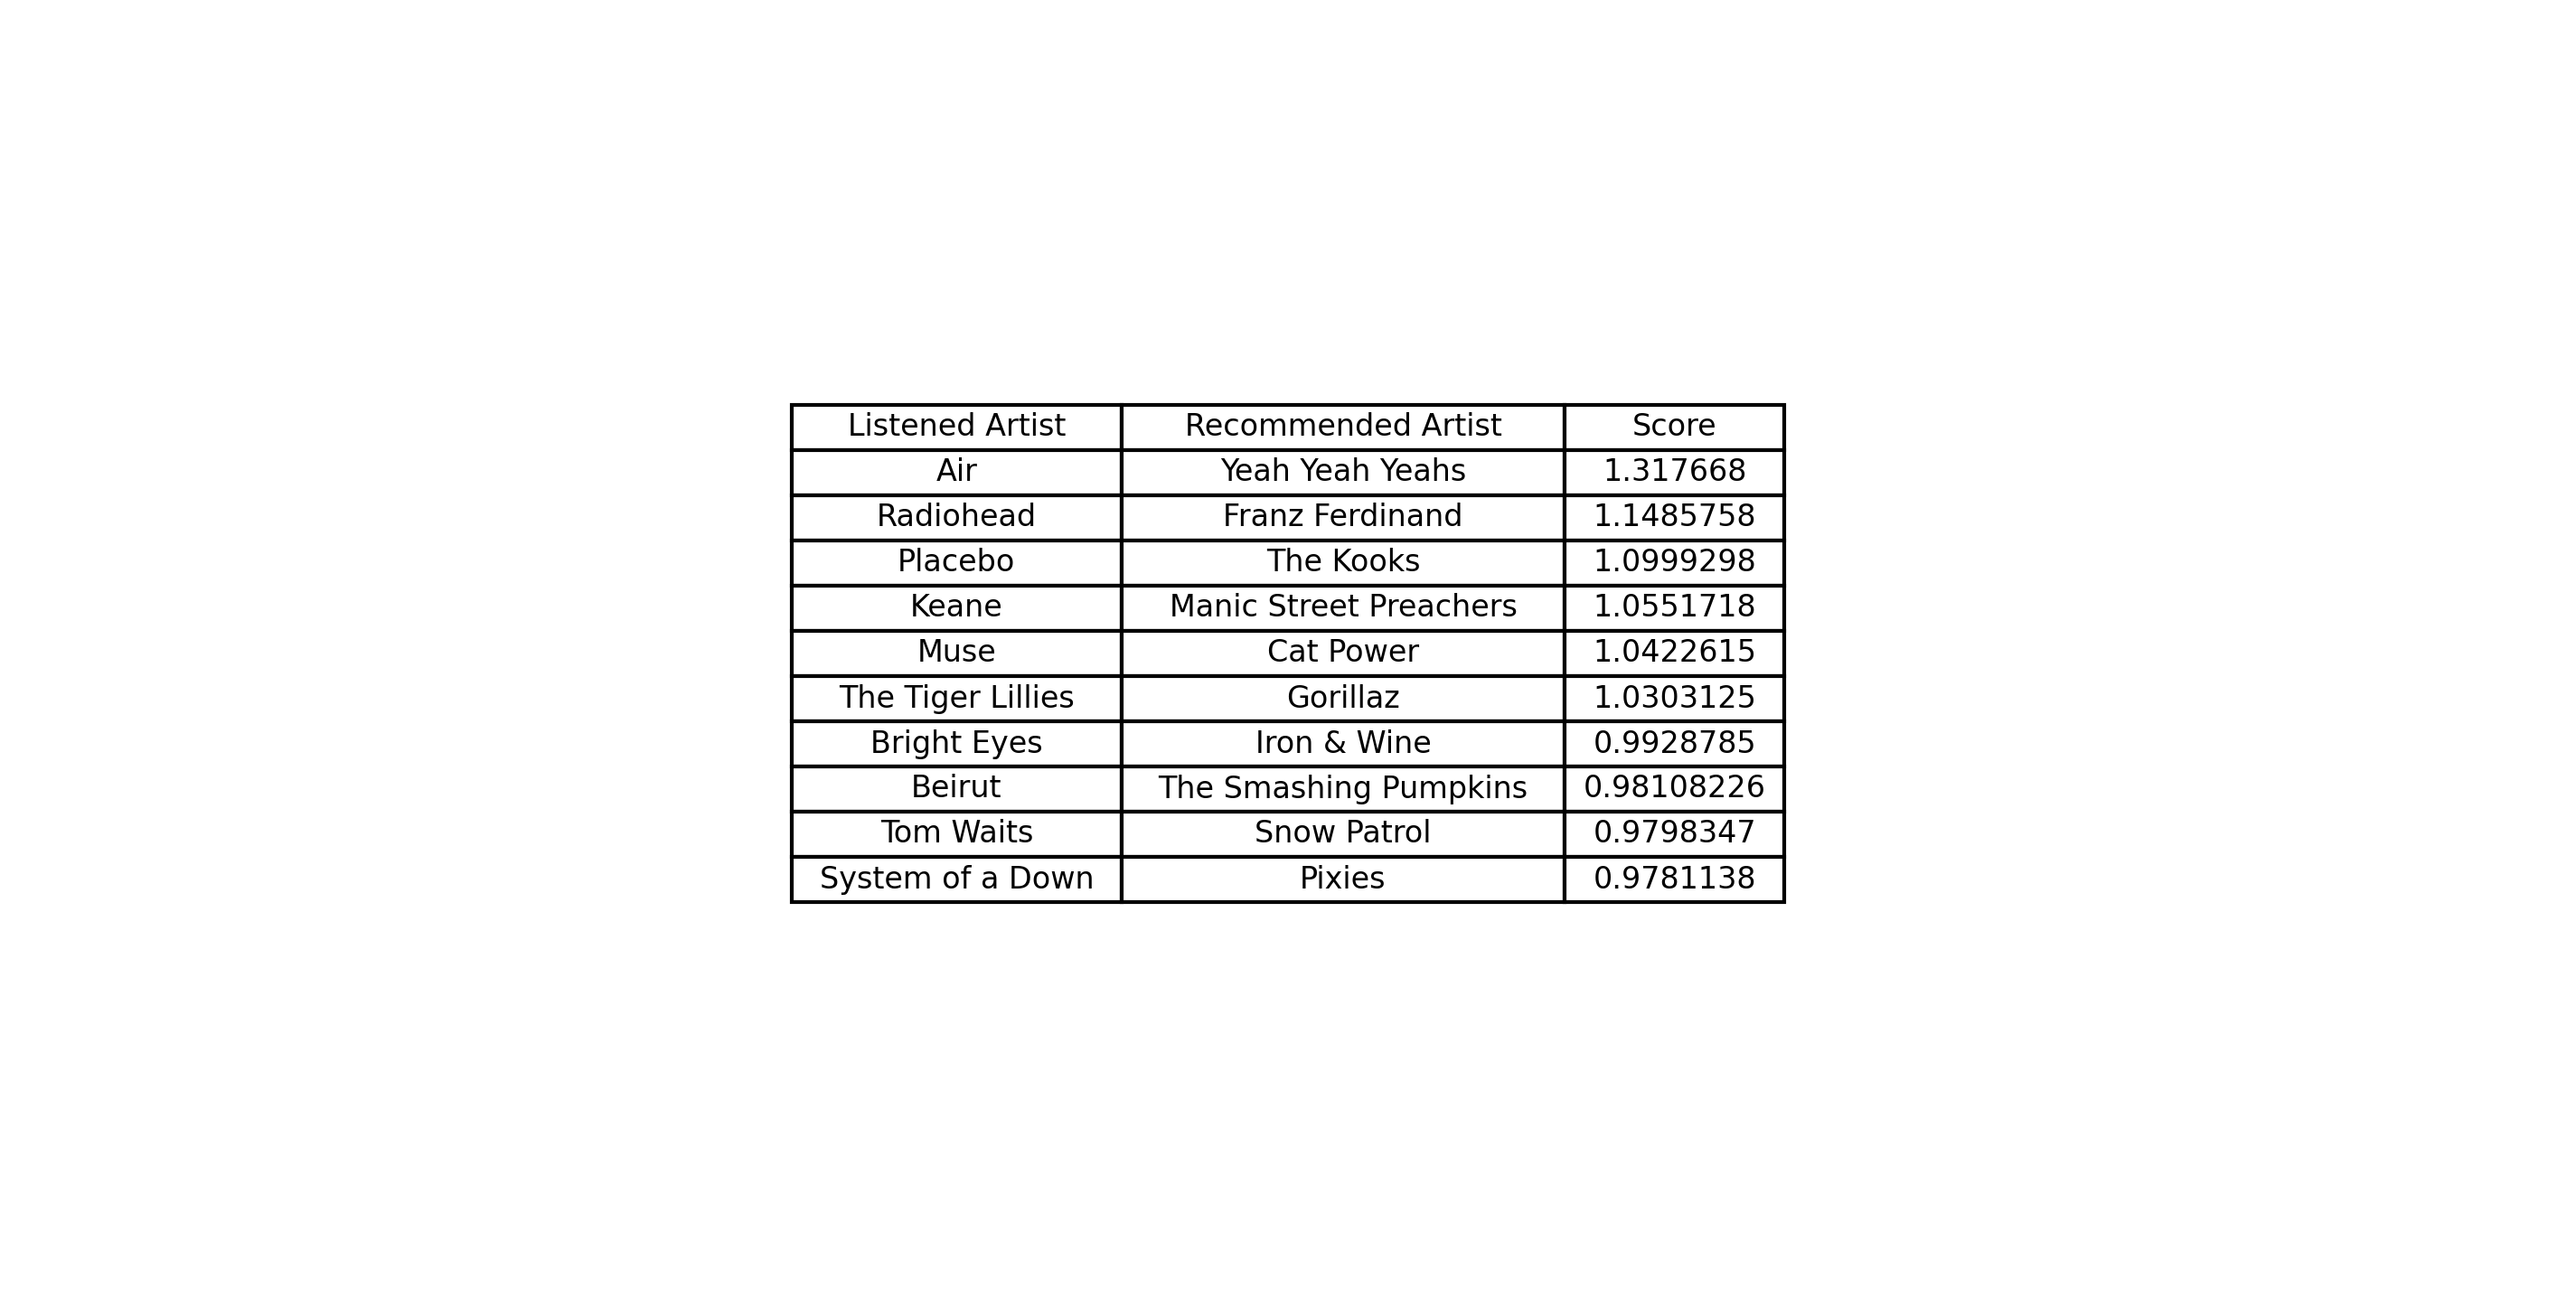 Listened Artist Recommended Artist Score
Air Yeah Yeah Yeahs 1.317668
Radiohead Franz Ferdinand 1.1485758
Placebo The Kooks 1.0999298
Keane Manic Street Preachers 1.0551718
Muse Cat Power 1.0422615
The Tiger Lillies Gorillaz 1.0303125
Bright Eyes Iron & Wine 0.9928785
Beirut The Smashing Pumpkins 0.98108226
Tom Waits Snow Patrol 0.9798347
System of a Down Pixies 0.9781138